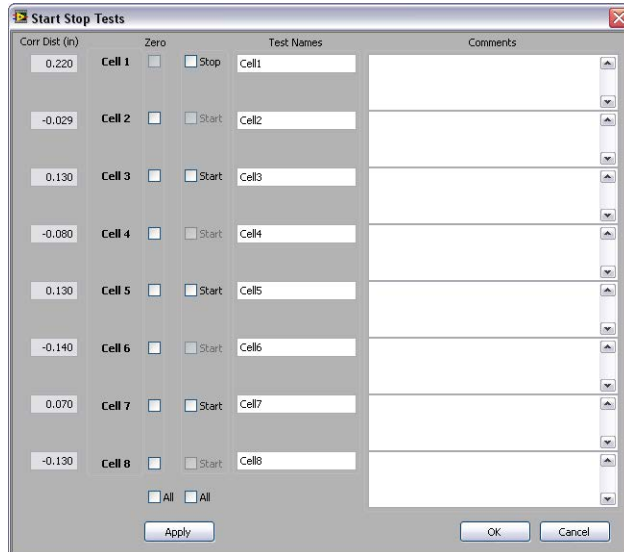 Start Stop Tests
Corr Dist (in) Zero Test Names Comments
0.220 Cell 1 Stop Cell1
-0.029 Cell 2 Start Cell2
0.130 Cell 3 Start Cell3
-0.080 Cell 4 Start Cell4
0.130 Cell 5 Start Cell5
-0.140 Cell 6 Start Cell6
0.070 Cell 7 Start Cell7
-0.130 Cell 8 Start Cell8
All All
Apply OK Cancel